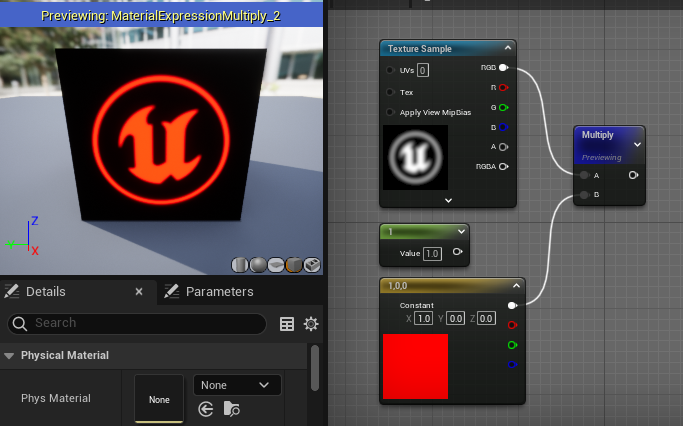 Previewing: MaterialExpressionMultiply_2
Z
X
Details ×
Parameters
Search
Physical Material
Phys Material
None
None
Texture Sample
RGB
UVs 0
R
Tex
G
Apply View MipBias
B
A
RGBA
Multiply
Previewing
A
B
1
Value 1.0
1,0,0
Constant
X 1.0 Y 0.0 Z 0.0